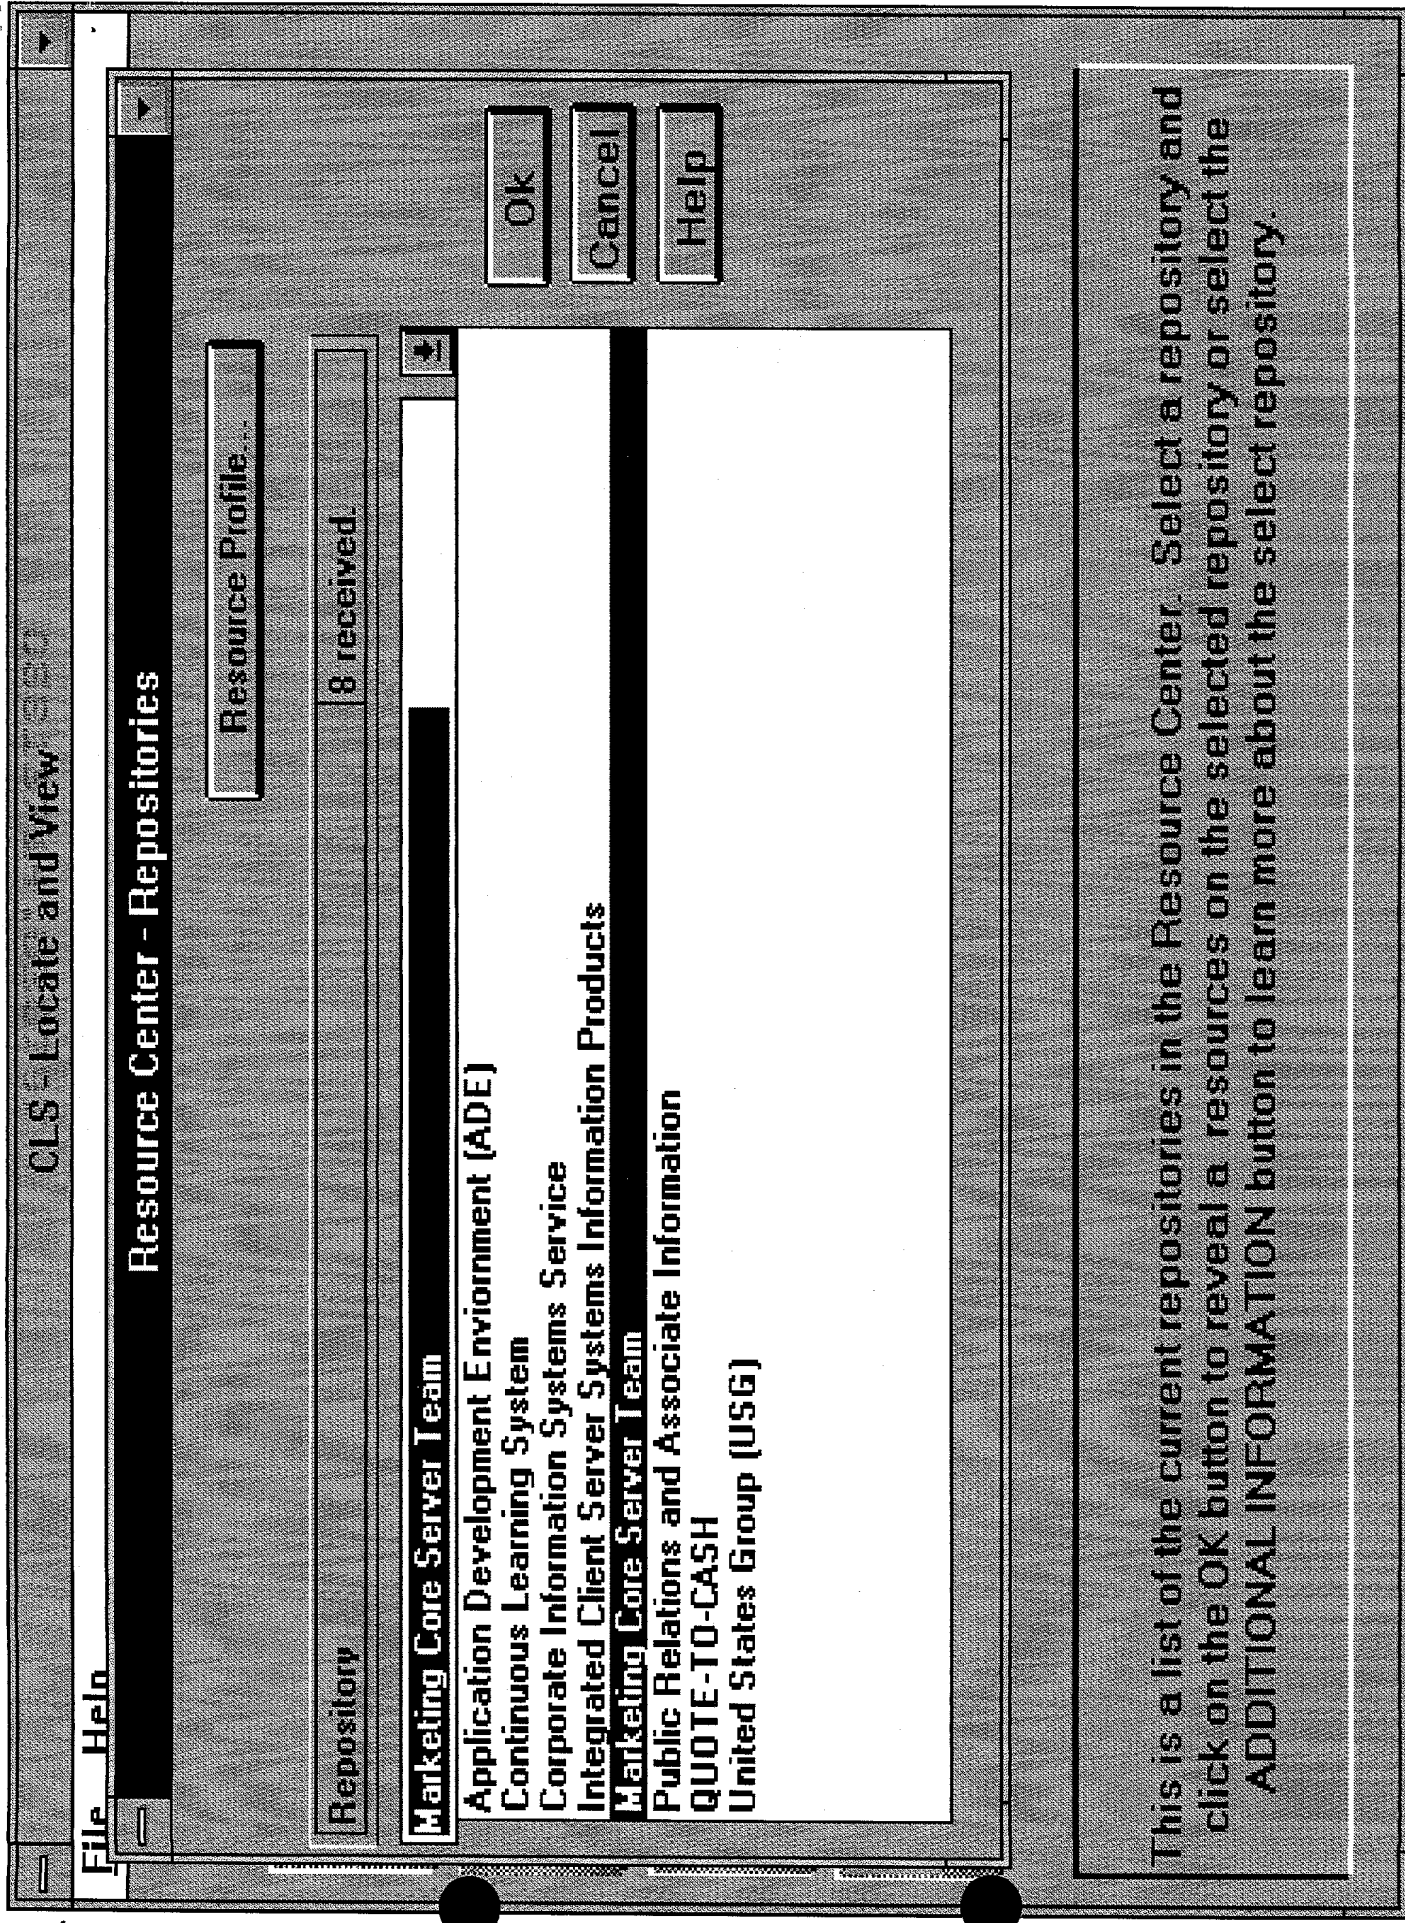 CLS - Locate and View
File Help
Resource Center - Repositories
Resource Profile...
Repository
8 received.
Marketing Core Server Team
Application Development Enviornment (ADE)
Continuous Learning System
Corporate Information Systems Service
Integrated Client Server Systems Information Products
Marketing Core Server Team
Public Relations and Associate Information
QUOTE-TO-CASH
United States Group (USG)
Ok
Cancel
Help
This is a list of the current repositories in the Resource Center. Select a repository and
click on the OK button to reveal a resources on the selected repository or select the
ADDITIONAL INFORMATION button to learn more about the select repository.